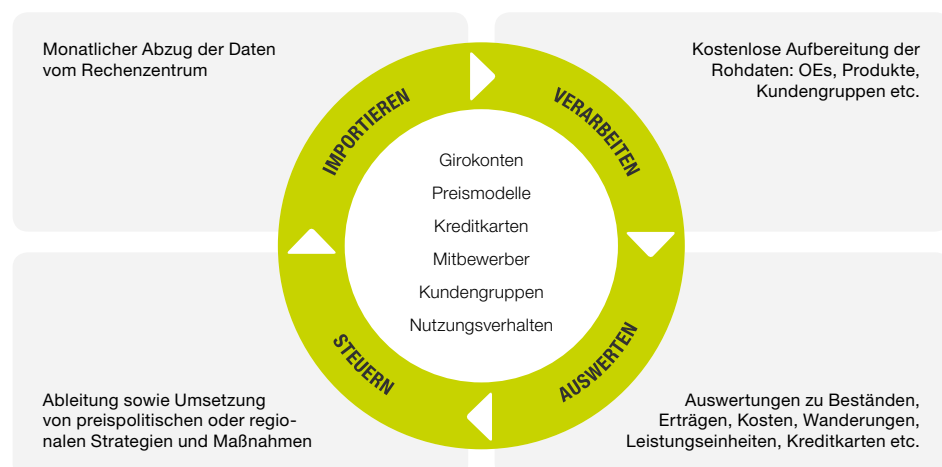 Monatlicher Abzug der Daten
vom Rechenzentrum
Kostenlose Aufbereitung der
Rohdaten: OEs, Produkte,
Kundengruppen etc.
IMPORTIEREN
VERARBEITEN
Girokonten
Preismodelle
Kreditkarten
Mitbewerber
Kundengruppen
Nutzungsverhalten
STEUERN
AUSWERTEN
Ableitung sowie Umsetzung
von preispolitischen oder regio-
nalen Strategien und Maßnahmen
Auswertungen zu Beständen,
Erträgen, Kosten, Wanderungen,
Leistungseinheiten, Kreditkarten etc.